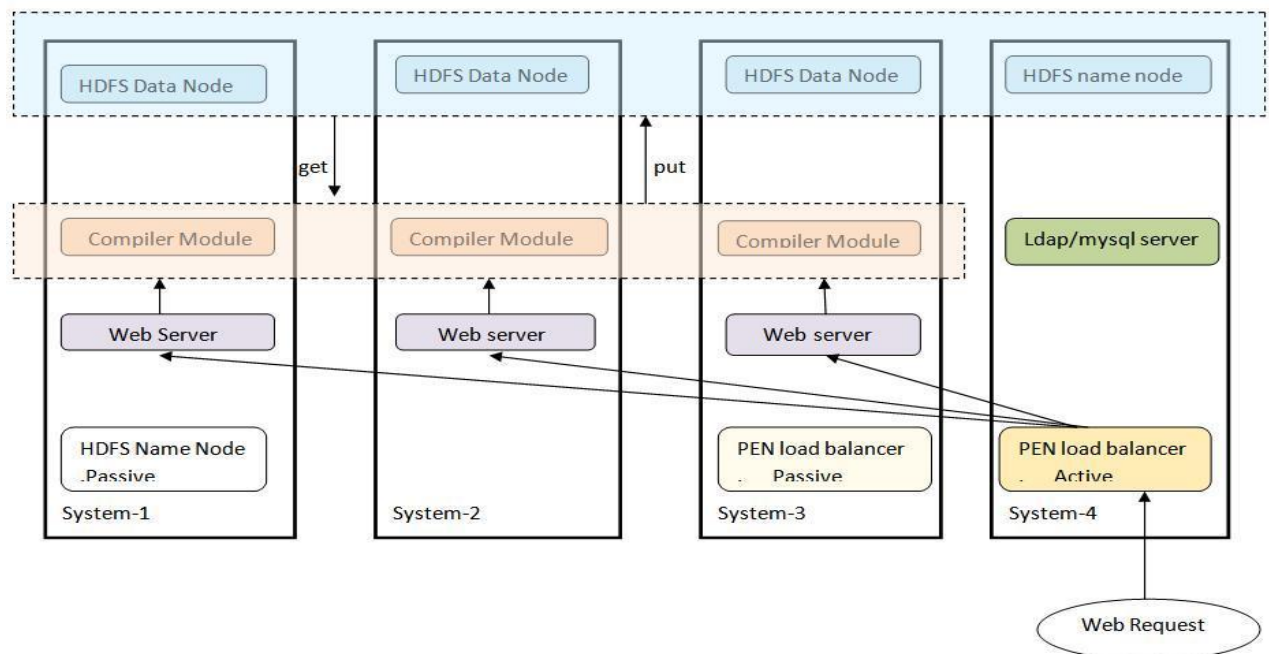 HDFS Data Node
HDFS Data Node
HDFS Data Node
HDFS name node
get
put
Compiler Module
Compiler Module
Compiler Module
Ldap/mysql server
Web Server
Web server
Web server
HDFS Name Node
.Passive
PEN load balancer
. Passive
PEN load balancer
. Active
System-1
System-2
System-3
System-4
Web Request